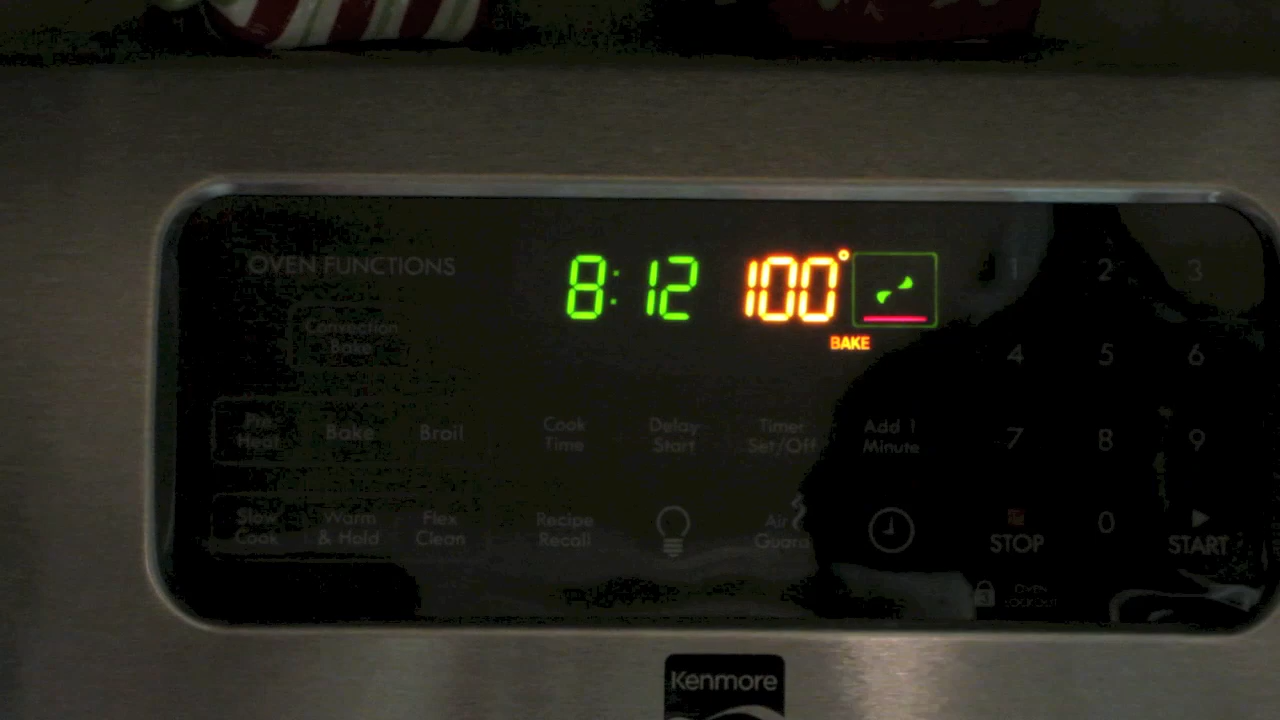 OVEN FUNCTIONS
8:12 100°
BAKE
Convection
Bake
1 2 3
4 5 6
7 8 9
0
Pre
Heat
Bake
Broil
Cook
Time
Delay
Start
Timer
Set/Off
Add 1
Minute
Slow
Cook
Warm
& Hold
Flex
Clean
Recipe
Recall
Air
Guard
STOP
START
OVEN
LOCKOUT
Kenmore